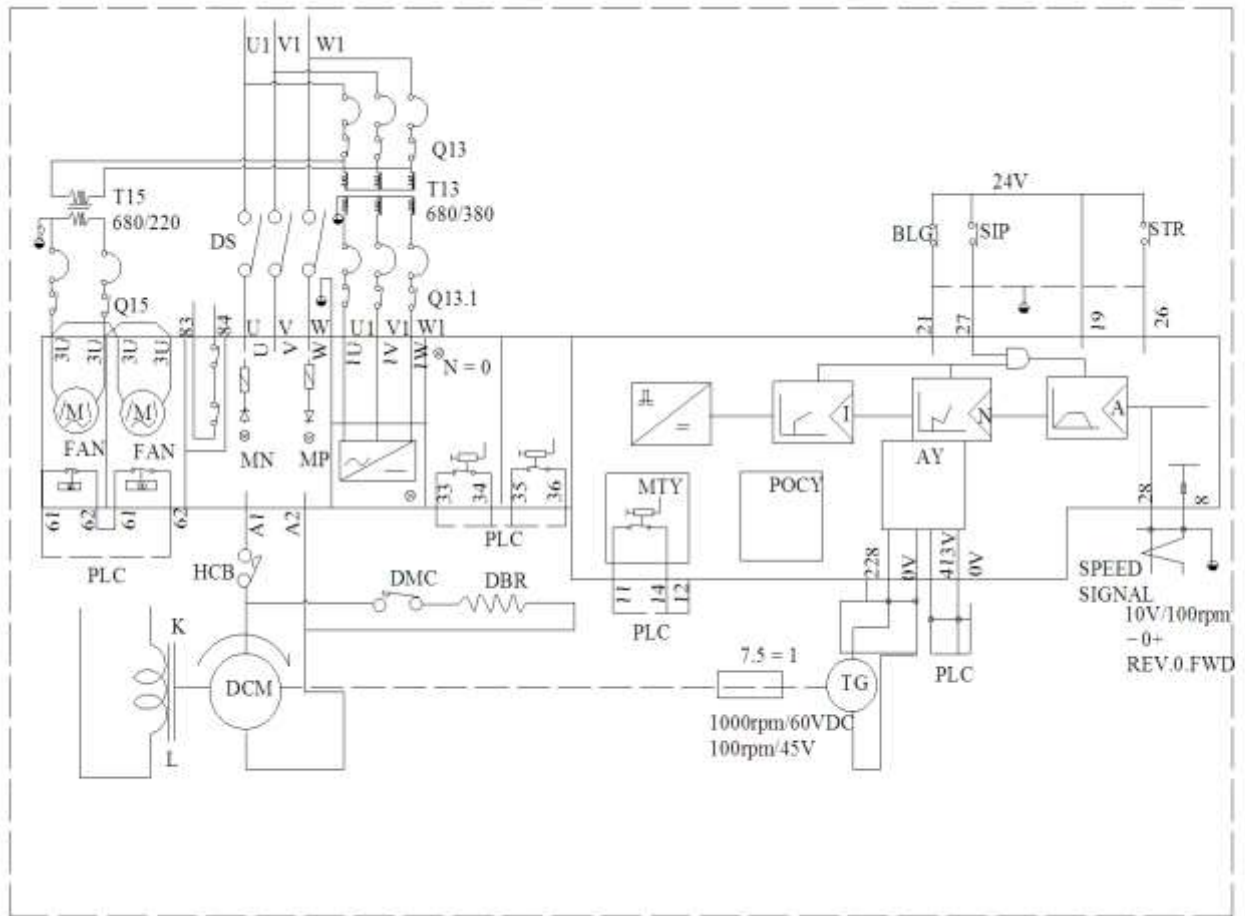 U1 V1 W1
Q13
T15
680/220
T13
680/380
24V
DS
BLG
SIP
STR
Q15
Q13.1
83
84
U V W U1 V1 W1
21
27
19
26
3U 3U 3U 3U
U V W 1U 1V 1W
N = 0
M M
I
N
A
FAN FAN
MN MP
AY
MTY
POCY
33 34 35 36
28
8
61 62 61 62
A1 A2
PLC
PLC
HCB
DMC DBR
228
0V
413V
0V
SPEED
SIGNAL
11 14 12
PLC
10V/100rpm
−0+
REV.0.FWD
K
7.5 = 1
DCM
TG
PLC
L
1000rpm/60VDC
100rpm/45V